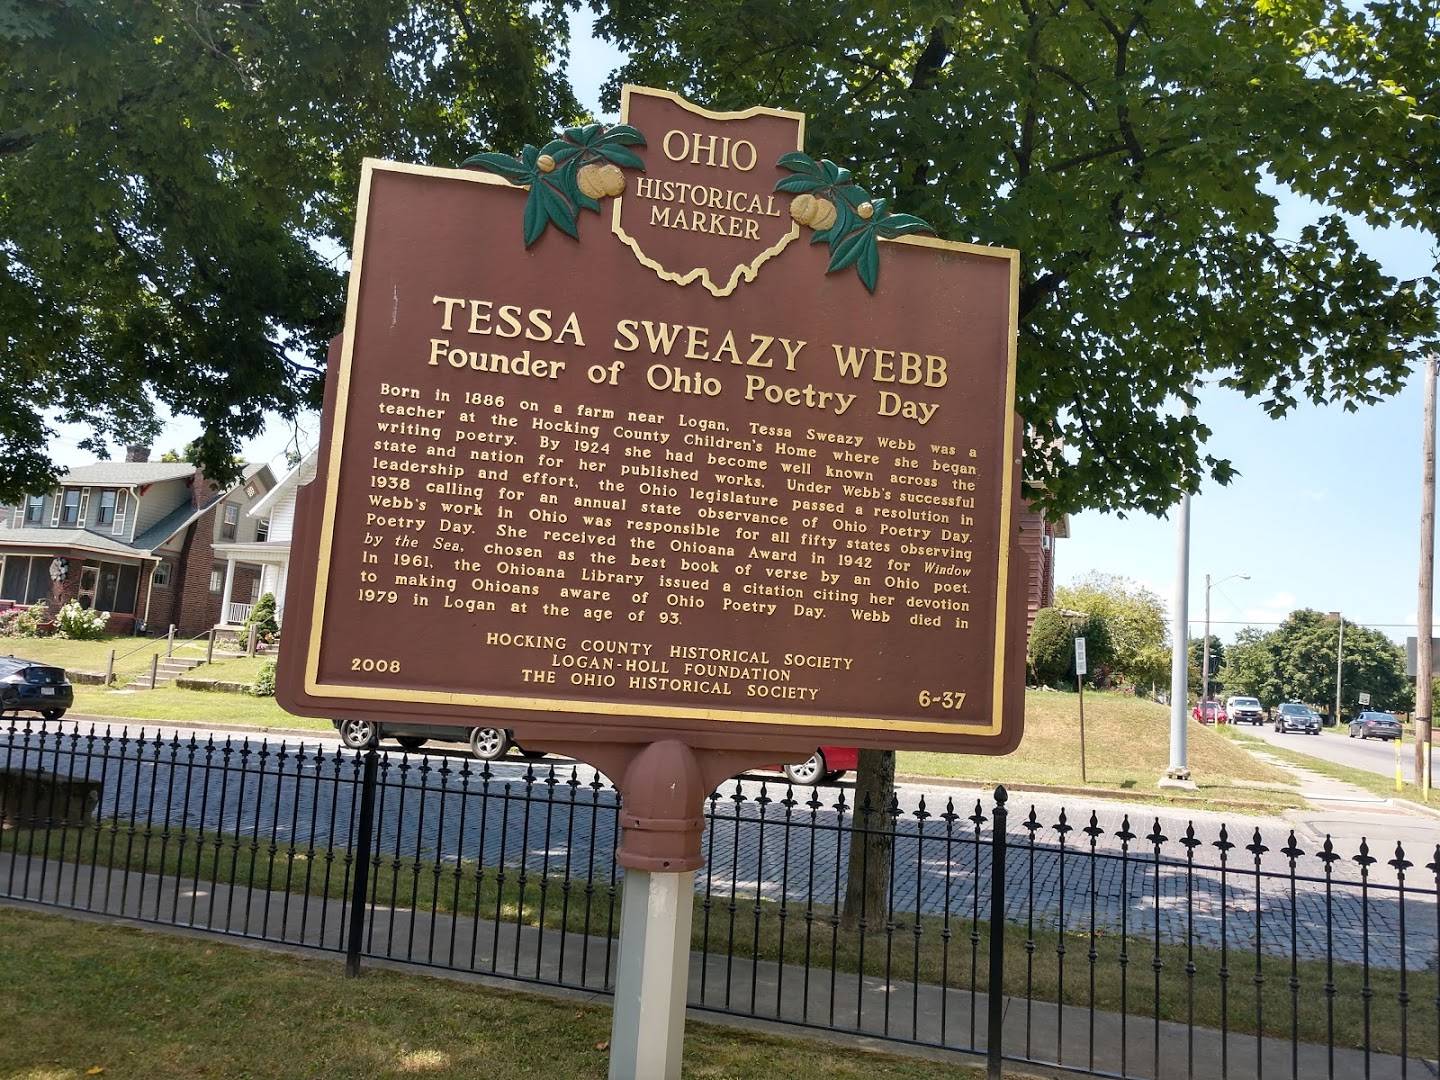 OHIO
HISTORICAL
MARKER
TESSA SWEAZY WEBB
Founder of Ohio Poetry Day
Born in 1886 on a farm near Logan, Tessa Sweazy Webb was a
teacher at the Hocking County Children's Home where she began
writing poetry. By 1924 she had become well known across the
state and nation for her published works. Under Webb's successful
leadership and effort, the Ohio legislature passed a resolution in
1938 calling for an annual state observance of Ohio Poetry Day.
Webb's work in Ohio was responsible for all fifty states observing
Poetry Day. She received the Ohioana Award in 1942 for Window
by the Sea, chosen as the best book of verse by an Ohio poet.
In 1961, the Ohioana Library issued a citation citing her devotion
to making Ohioans aware of Ohio Poetry Day. Webb died in
1979 in Logan at the age of 93.
HOCKING COUNTY HISTORICAL SOCIETY
LOGAN-HOLL FOUNDATION
THE OHIO HISTORICAL SOCIETY
2008
6-37